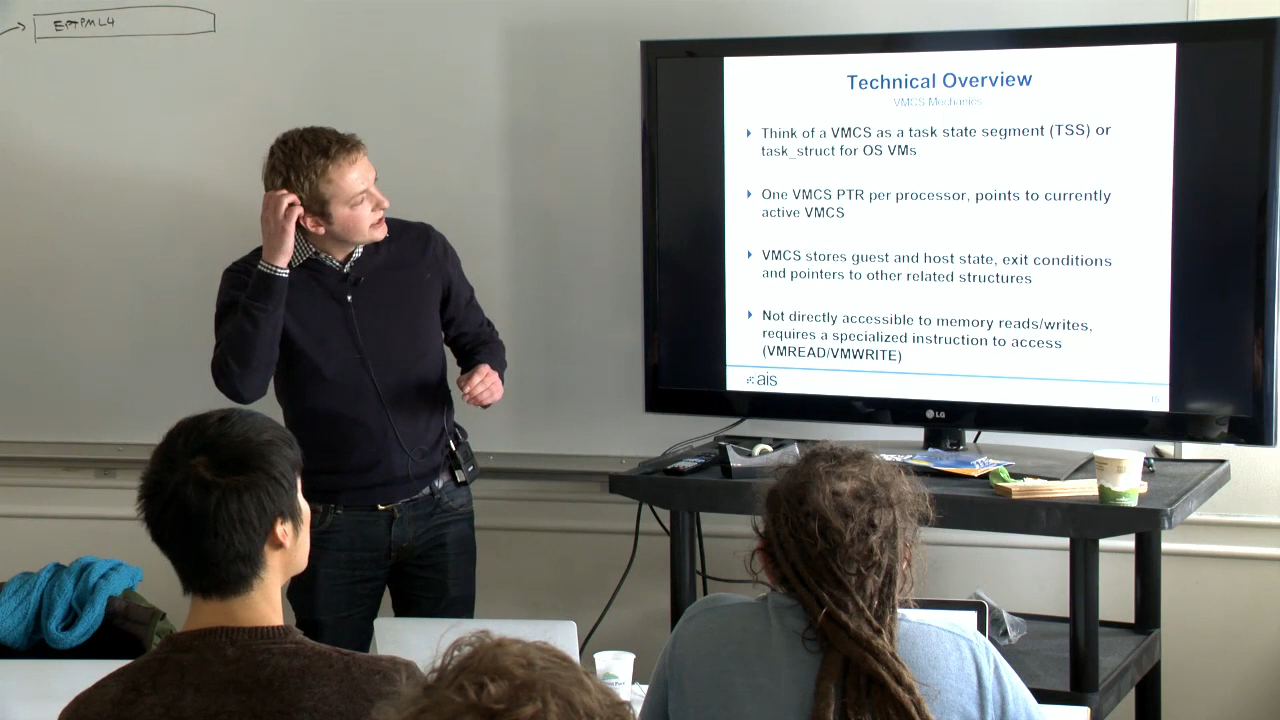 EPTPML4
Technical Overview
VMCS Mechanics
Think of a VMCS as a task state segment (TSS) or
task_struct for OS VMs
One VMCS PTR per processor, points to currently
active VMCS
VMCS stores guest and host state, exit conditions
and pointers to other related structures
Not directly accessible to memory reads/writes,
requires a specialized instruction to access
(VMREAD/VMWRITE)
ais
LG